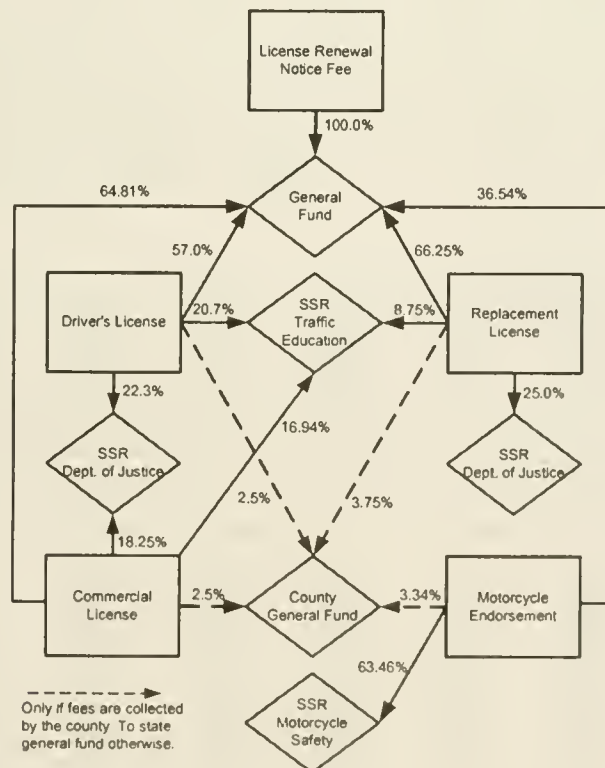 License Renewal
Notice Fee
100.0%
64.81%
General
Fund
36.54%
57.0%
66.25%
Driver's License
20.7%
SSR
Traffic
Education
8.75%
Replacement
License
22.3%
16.94%
25.0%
SSR
Dept. of Justice
SSR
Dept. of Justice
2.5%
3.75%
18.25%
Commercial
License
2.5%
County
General Fund
3.34%
Motorcycle
Endorsement
63.46%
Only if fees are collected
by the county To state
general fund otherwise.
SSR
Motorcycle
Safety